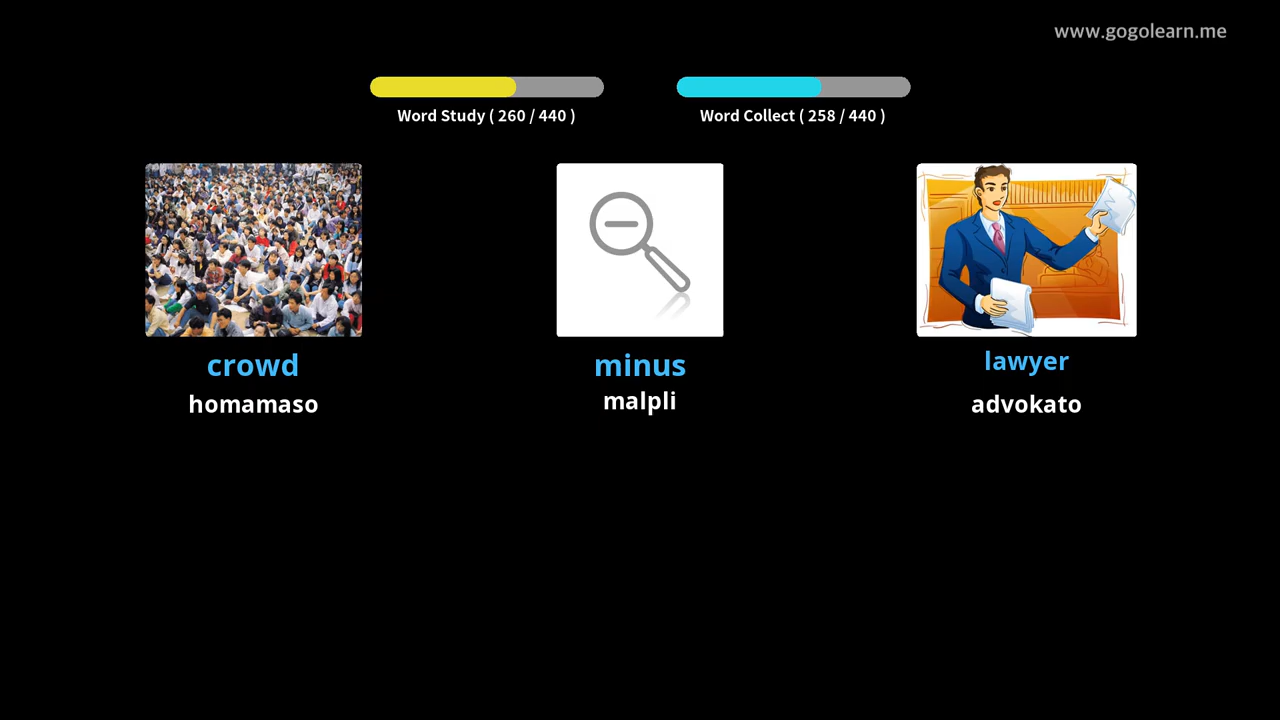 www.gogolearn.me
Word Study ( 260 / 440 )
Word Collect ( 258 / 440 )
crowd
homamaso
minus
malpli
lawyer
advokato